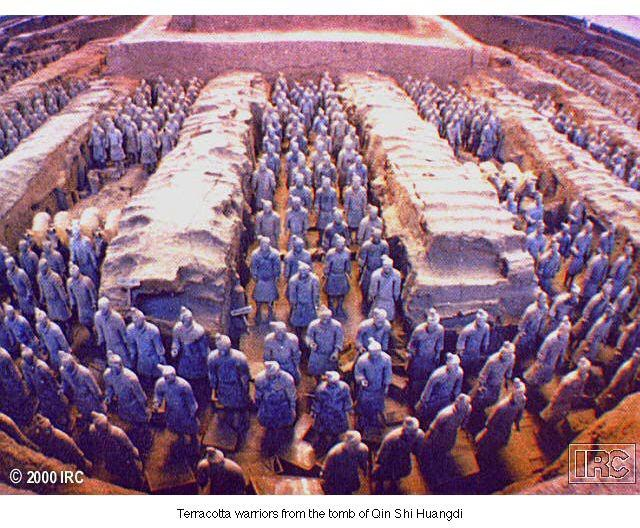 © 2000 IRC
IRC
Terracotta warriors from the tomb of Qin Shi Huangdi